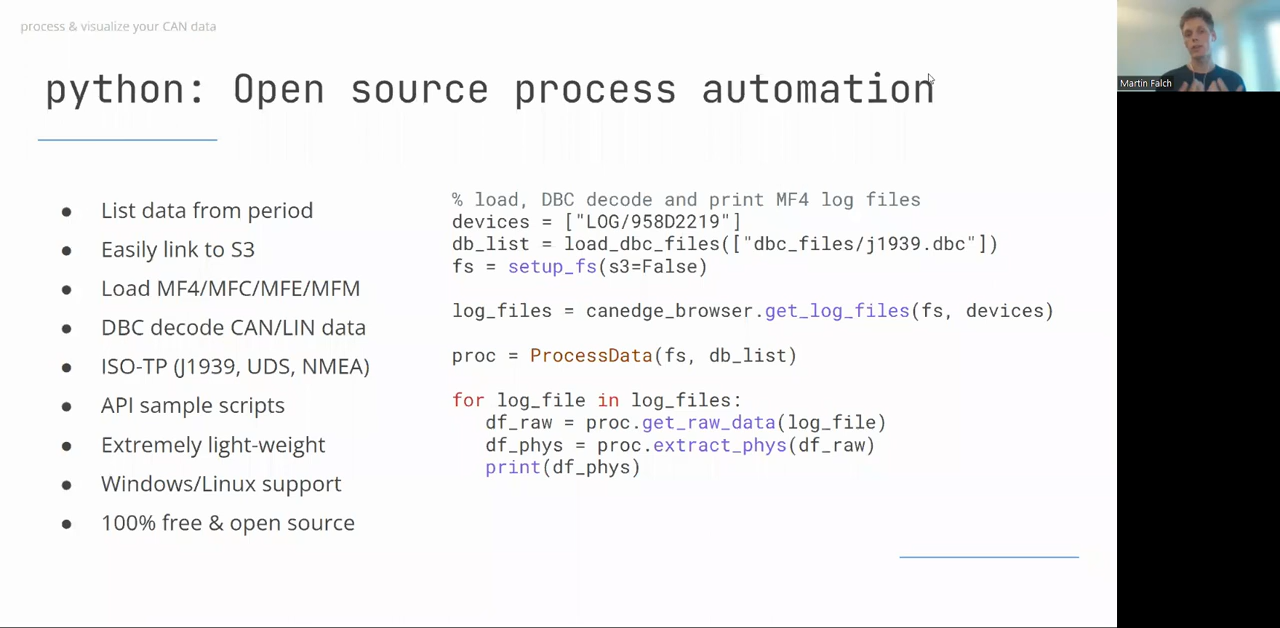 process & visualize your CAN data
python: Open source process automation
Martin Falch
List data from period
Easily link to S3
Load MF4/MFC/MFE/MFM
DBC decode CAN/LIN data
ISO-TP (J1939, UDS, NMEA)
API sample scripts
Extremely light-weight
Windows/Linux support
100% free & open source
% load, DBC decode and print MF4 log files
devices = ["LOG/958D2219"]
db_list = load_dbc_files(["dbc_files/j1939.dbc"])
fs = setup_fs(s3=False)
log_files = canedge_browser.get_log_files(fs, devices)
proc = ProcessData(fs, db_list)
for log_file in log_files:
df_raw = proc.get_raw_data(log_file)
df_phys = proc.extract_phys(df_raw)
print(df_phys)